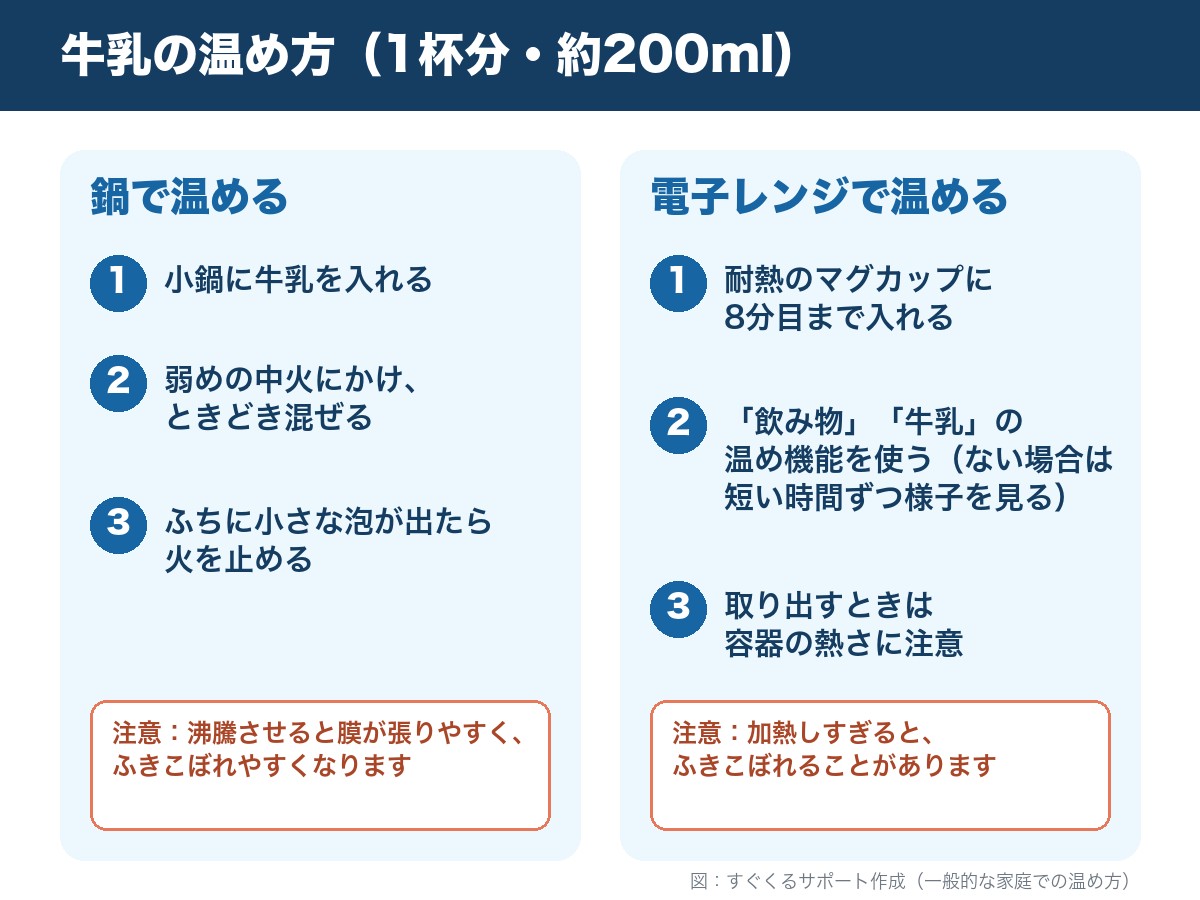 牛乳の温め方（1杯分・約200ml）
鍋で温める
1 小鍋に牛乳を入れる
2 弱めの中火にかけ、
ときどき混ぜる
3 ふちに小さな泡が出たら
火を止める
注意：沸騰させると膜が張りやすく、
ふきこぼれやすくなります
電子レンジで温める
1 耐熱のマグカップに
8分目まで入れる
2 「飲み物」「牛乳」の
温め機能を使う（ない場合は
短い時間ずつ様子を見る）
3 取り出すときは
容器の熱さに注意
注意：加熱しすぎると、
ふきこぼれることがあります
図：すぐくるサポート作成（一般的な家庭での温め方）